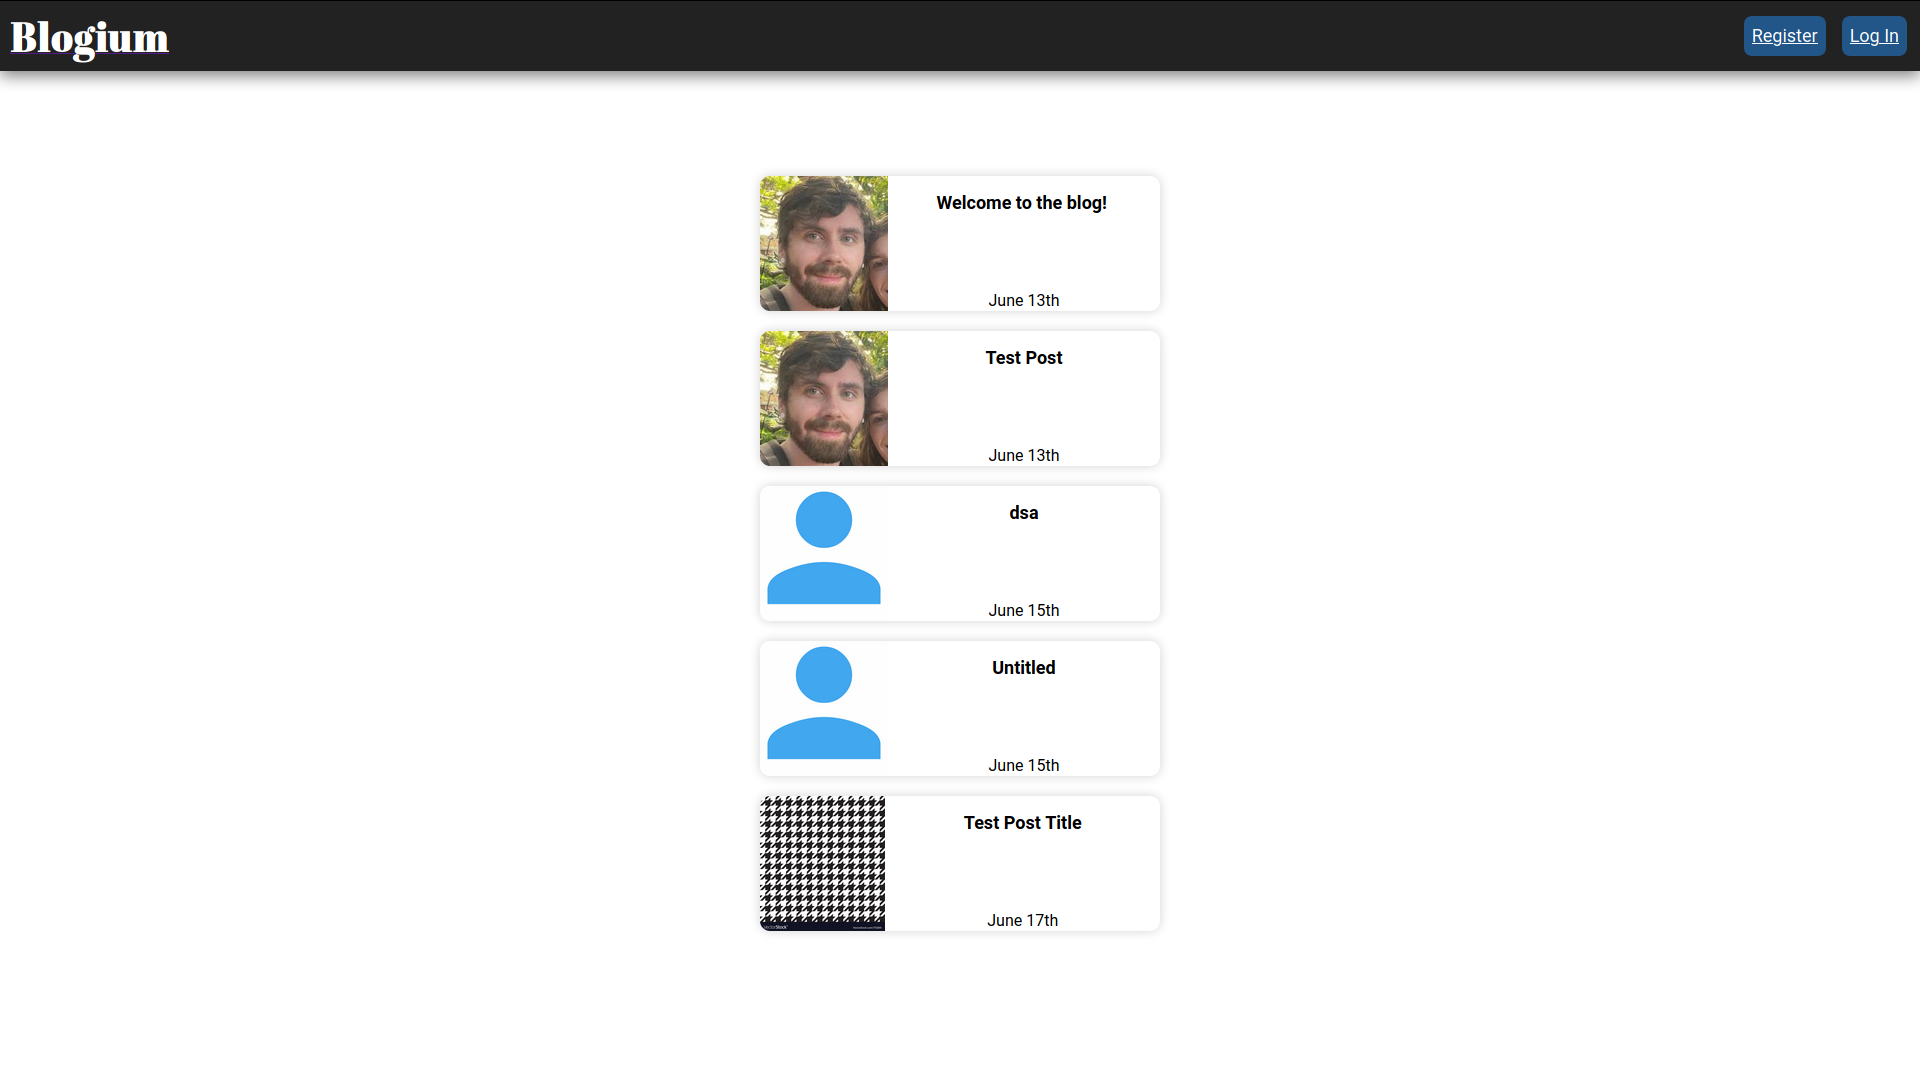 Blogium
Register
Log In
Welcome to the blog!
June 13th
Test Post
June 13th
dsa
June 15th
Untitled
June 15th
Test Post Title
VectorStock
June 17th